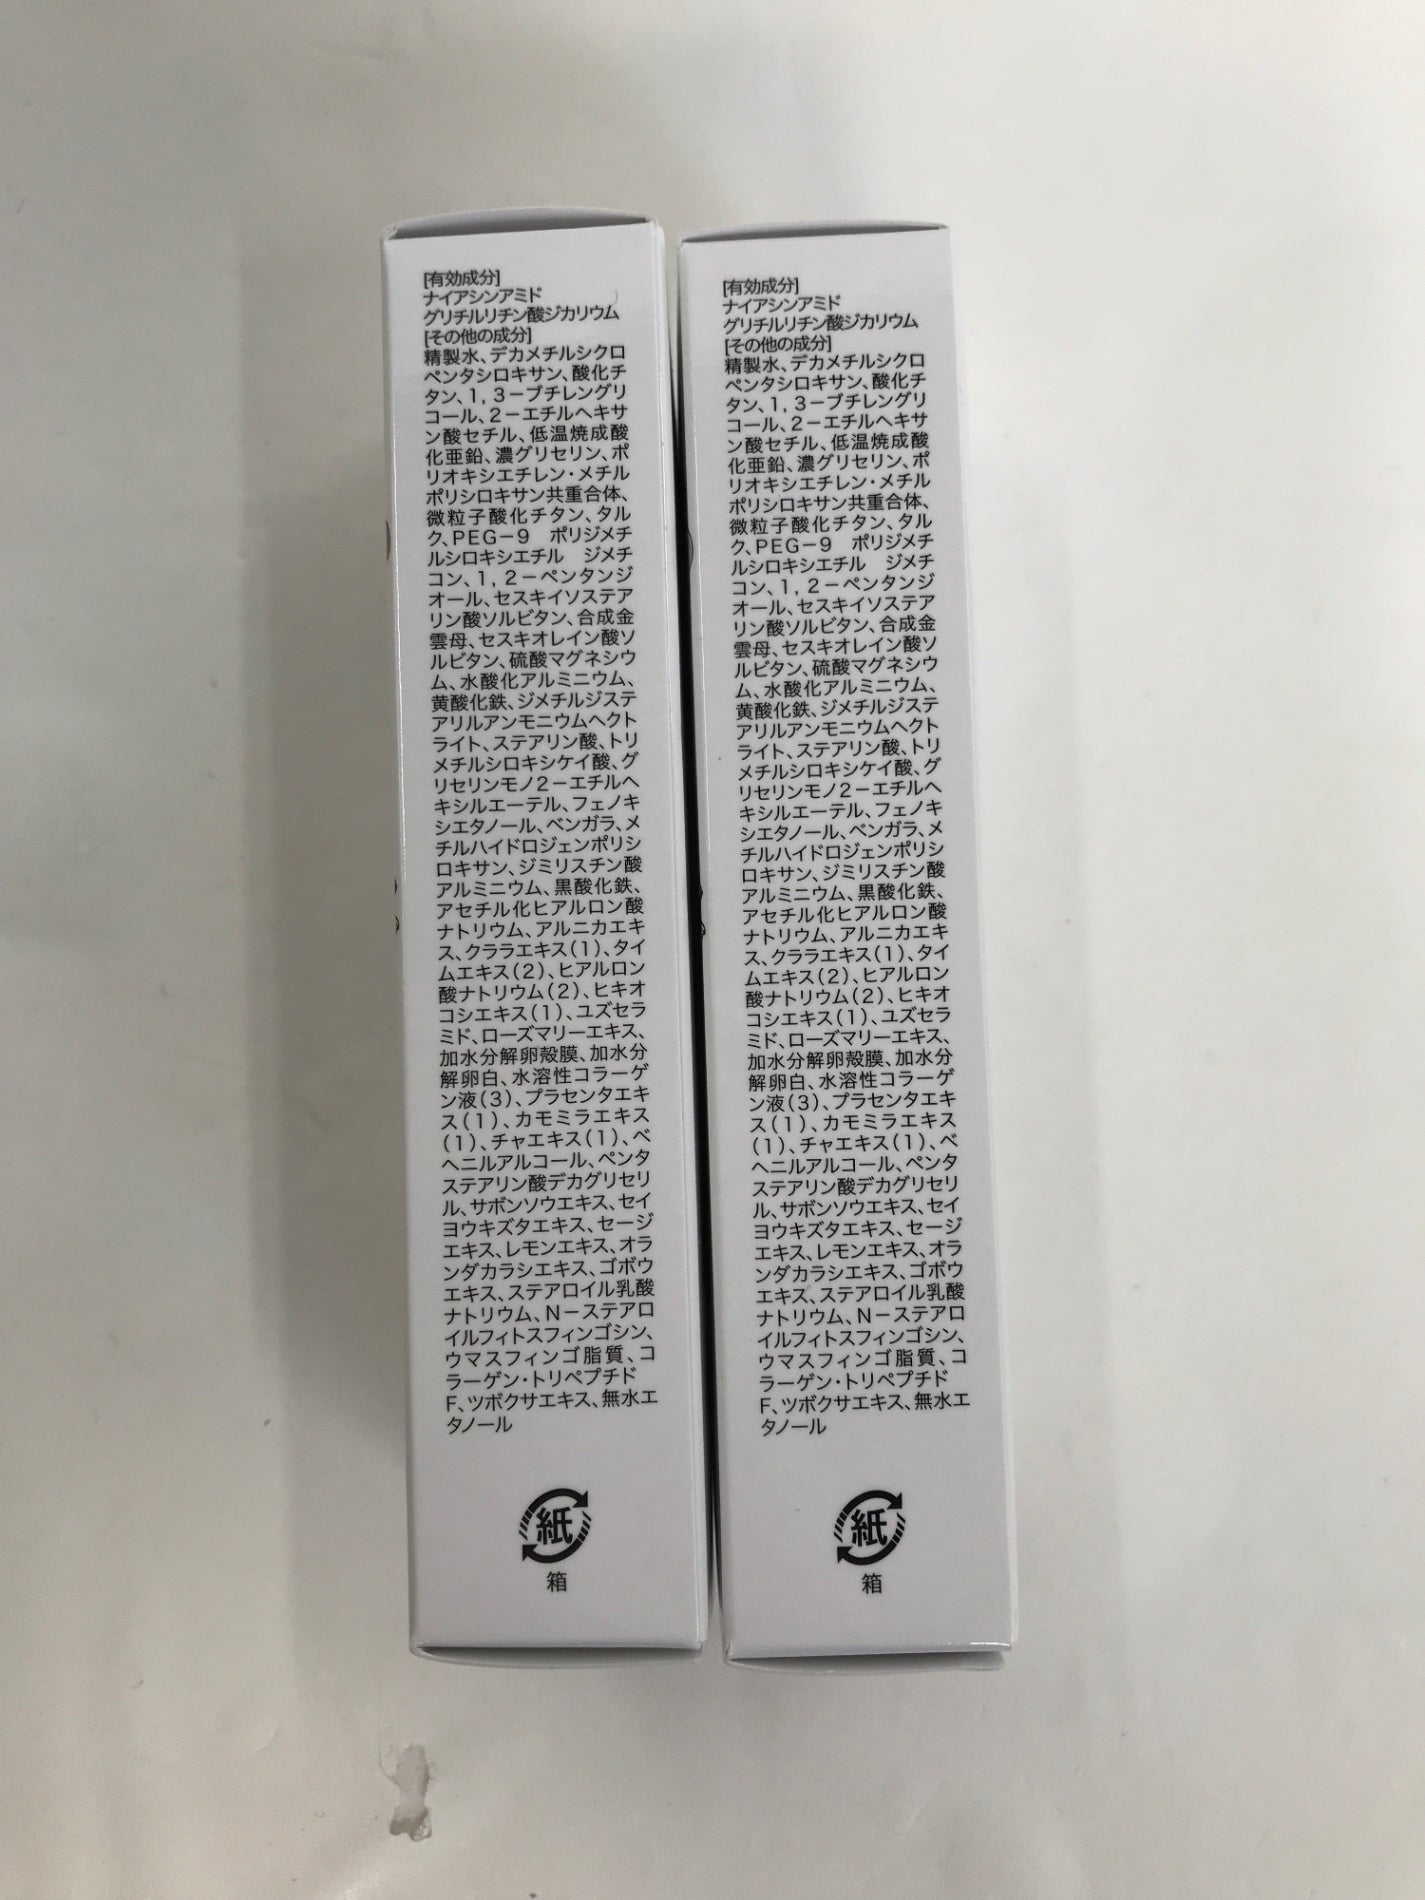 [有効成分]
ナイアシンアミド
グリチルリチン酸ジカリウム
[その他の成分]
精製水、デカメチルシクロ
ペンタシロキサン、酸化チ
タン、1,3－ブチレングリ
コール、2－エチルヘキサ
ン酸セチル、低温焼成酸
化亜鉛、濃グリセリン、ポ
リオキシエチレン・メチル
ポリシロキサン共重合体、
微粒子酸化チタン、タル
ク、PEG－9　ポリジメチ
ルシロキシエチル　ジメチ
コン、1,2－ペンタンジ
オール、セスキイソステア
リン酸ソルビタン、合成金
雲母、セスキオレイン酸ソ
ルビタン、硫酸マグネシウ
ム、水酸化アルミニウム、
黄酸化鉄、ジメチルジステ
アリルアンモニウムヘクト
ライト、ステアリン酸、トリ
メチルシロキシケイ酸、グ
リセリンモノ2－エチルヘ
キシルエーテル、フェノキ
シエタノール、ベンガラ、メ
チルハイドロジェンポリシ
ロキサン、ジミリスチン酸
アルミニウム、黒酸化鉄、
アセチル化ヒアルロン酸
ナトリウム、アルニカエキ
ス、クララエキス(1)、タイ
ムエキス(2)、ヒアルロン
酸ナトリウム(2)、ヒキオ
コシエキス(1)、ユズセラ
ミド、ローズマリーエキス、
加水分解卵殻膜、加水分
解卵白、水溶性コラーゲ
ン液(3)、プラセンタエキ
ス(1)、カモミラエキス
(1)、チャエキス(1)、ベ
ヘニルアルコール、ペンタ
ステアリン酸デカグリセリ
ル、サボンソウエキス、セイ
ヨウキズタエキス、セージ
エキス、レモンエキス、オラ
ンダカラシエキス、ゴボウ
エキス、ステアロイル乳酸
ナトリウム、N－ステアロ
イルフィトスフィンゴシン、
ウマスフィンゴ脂質、コ
ラーゲン・トリペプチド
F、ツボクサエキス、無水エ
タノール
紙
箱
[有効成分]
ナイアシンアミド
グリチルリチン酸ジカリウム
[その他の成分]
精製水、デカメチルシクロ
ペンタシロキサン、酸化チ
タン、1,3－ブチレングリ
コール、2－エチルヘキサ
ン酸セチル、低温焼成酸
化亜鉛、濃グリセリン、ポ
リオキシエチレン・メチル
ポリシロキサン共重合体、
微粒子酸化チタン、タル
ク、PEG－9　ポリジメチ
ルシロキシエチル　ジメチ
コン、1,2－ペンタンジ
オール、セスキイソステア
リン酸ソルビタン、合成金
雲母、セスキオレイン酸ソ
ルビタン、硫酸マグネシウ
ム、水酸化アルミニウム、
黄酸化鉄、ジメチルジステ
アリルアンモニウムヘクト
ライト、ステアリン酸、トリ
メチルシロキシケイ酸、グ
リセリンモノ2－エチルヘ
キシルエーテル、フェノキ
シエタノール、ベンガラ、メ
チルハイドロジェンポリシ
ロキサン、ジミリスチン酸
アルミニウム、黒酸化鉄、
アセチル化ヒアルロン酸
ナトリウム、アルニカエキ
ス、クララエキス(1)、タイ
ムエキス(2)、ヒアルロン
酸ナトリウム(2)、ヒキオ
コシエキス(1)、ユズセラ
ミド、ローズマリーエキス、
加水分解卵殻膜、加水分
解卵白、水溶性コラーゲ
ン液(3)、プラセンタエキ
ス(1)、カモミラエキス
(1)、チャエキス(1)、ベ
ヘニルアルコール、ペンタ
ステアリン酸デカグリセリ
ル、サボンソウエキス、セイ
ヨウキズタエキス、セージ
エキス、レモンエキス、オラ
ンダカラシエキス、ゴボウ
エキス、ステアロイル乳酸
ナトリウム、N－ステアロ
イルフィトスフィンゴシン、
ウマスフィンゴ脂質、コ
ラーゲン・トリペプチド
F、ツボクサエキス、無水エ
タノール
紙
箱